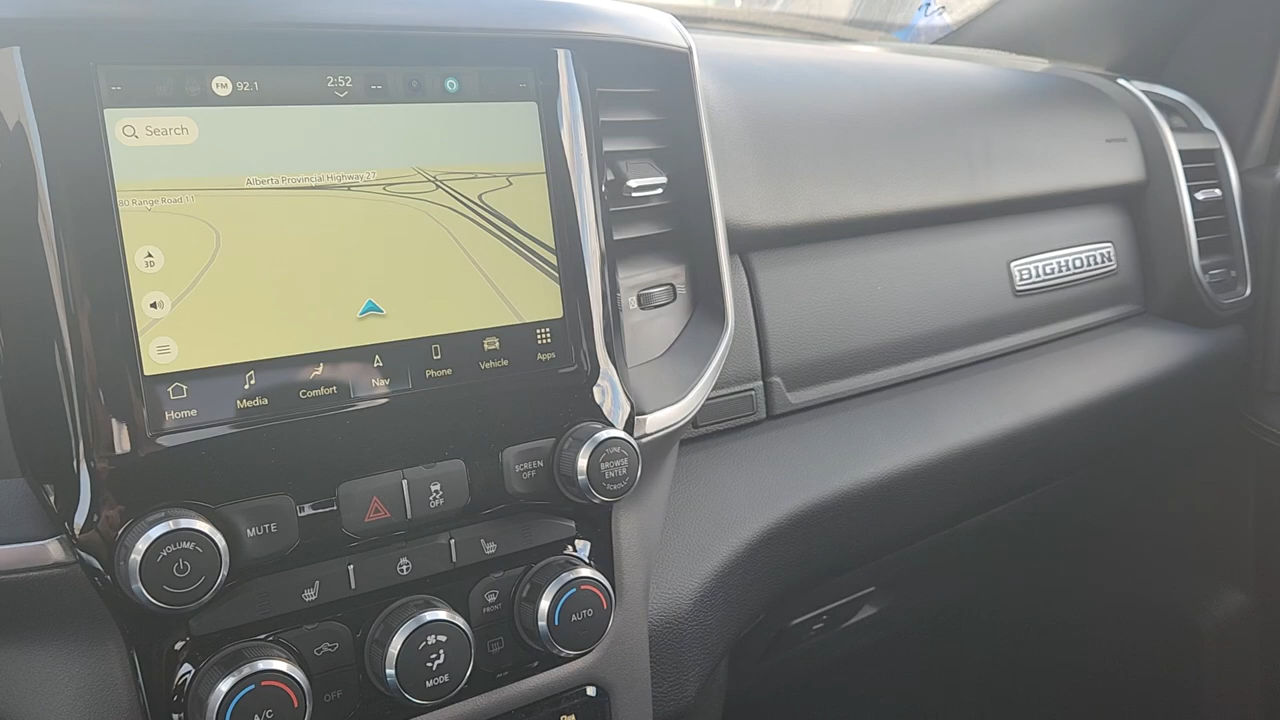 --
FM 92.1
2:52
--
--
Search
Alberta Provincial Highway 27
80 Range Road 11
3D
Home
Media
Comfort
Nav
Phone
Vehicle
Apps
BIGHORN
SCREEN
OFF
TUNE
BROWSE
ENTER
SCROLL
OFF
MUTE
VOLUME
FRONT
AUTO
MODE
OFF
A/C